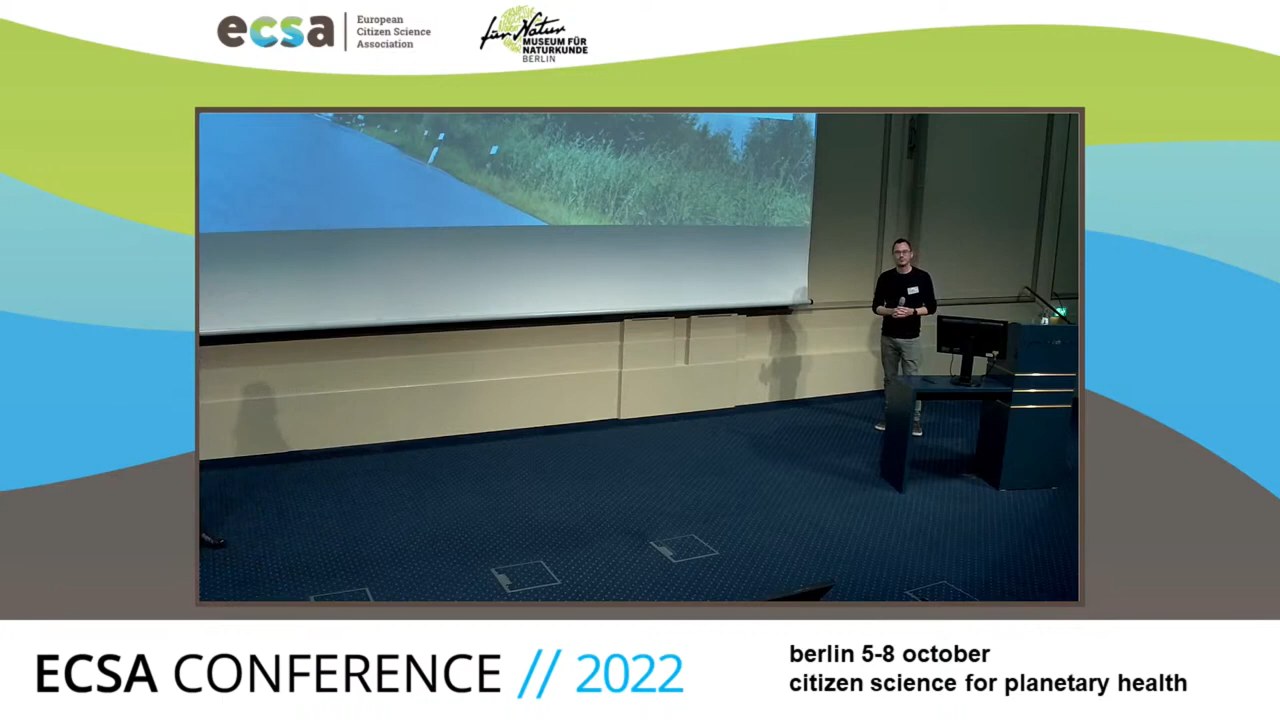 ecsa
European
Citizen Science
Association
für Natur
MUSEUM FÜR
NATURKUNDE
BERLIN
ECSA CONFERENCE // 2022
berlin 5-8 october
citizen science for planetary health